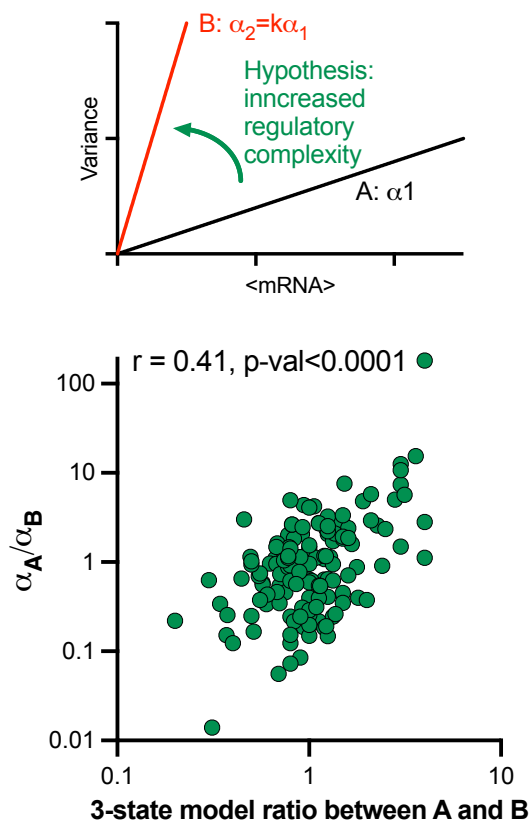 B: α₂=kα₁
Hypothesis:
inncreased
regulatory
complexity
Variance
A: α1
<mRNA>
r = 0.41, p-val<0.0001
100
10
1
0.1
0.01
αA/αB
0.1 1 10
3-state model ratio between A and B